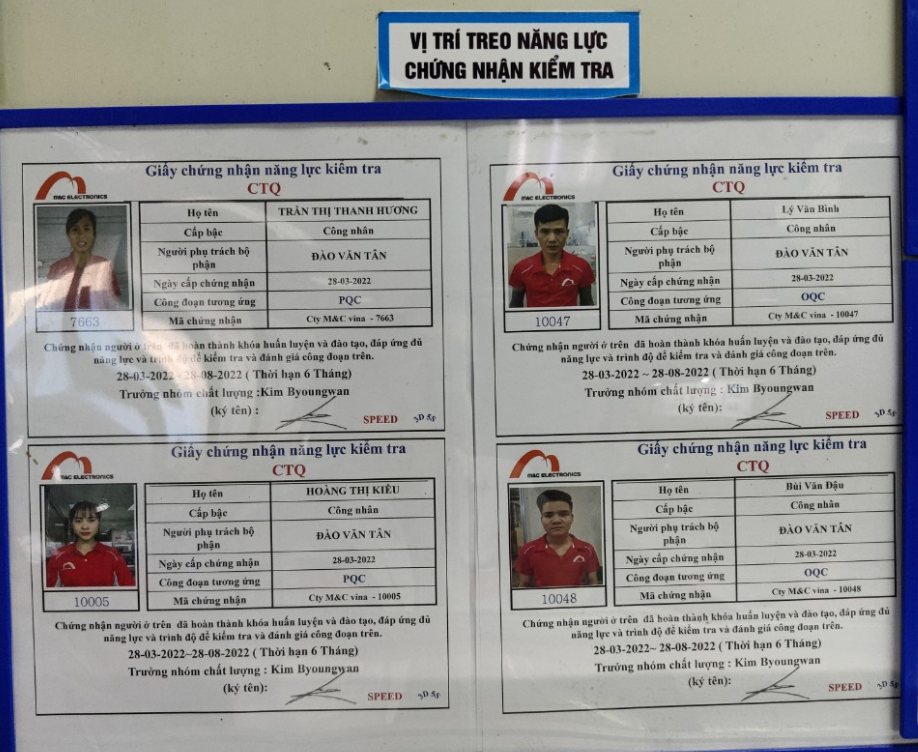 VỊ TRÍ TREO NĂNG LỰC
CHỨNG NHẬN KIỂM TRA
M&C ELECTRONICS
Giấy chứng nhận năng lực kiểm tra
CTQ
Họ tên TRẦN THỊ THANH HƯƠNG
Cấp bậc Công nhân
Người phụ trách bộ phận ĐÀO VĂN TÂN
Ngày cấp chứng nhận 28-03-2022
Công đoạn tương ứng PQC
Mã chứng nhận Cty M&C vina - 7663
7663
Chứng nhận người ở trên đã hoàn thành khóa huấn luyện và đào tạo, đáp ứng đủ
năng lực và trình độ để kiểm tra và đánh giá công đoạn trên.
28-03-2022 - 28-08-2022 ( Thời hạn 6 Tháng)
Trưởng nhóm chất lượng :Kim Byoungwan
(ký tên) :
SPEED
M&C ELECTRONICS
Giấy chứng nhận năng lực kiểm tra
CTQ
Họ tên Lý Văn Bình
Cấp bậc Công nhân
Người phụ trách bộ phận ĐÀO VĂN TÂN
Ngày cấp chứng nhận 28-03-2022
Công đoạn tương ứng OQC
Mã chứng nhận Cty M&C vina - 10047
10047
Chứng nhận người ở trên đã hoàn thành khóa huấn luyện và đào tạo, đáp ứng đủ
năng lực và trình độ để kiểm tra và đánh giá công đoạn trên.
28-03-2022 ~ 28-08-2022 ( Thời hạn 6 Tháng)
Trưởng nhóm chất lượng : Kim Byoungwan
(ký tên):
SPEED
M&C ELECTRONICS
Giấy chứng nhận năng lực kiểm tra
CTQ
Họ tên HOÀNG THỊ KIỀU
Cấp bậc Công nhân
Người phụ trách bộ phận ĐÀO VĂN TÂN
Ngày cấp chứng nhận 28-03-2022
Công đoạn tương ứng PQC
Mã chứng nhận Cty M&C vina - 10005
10005
Chứng nhận người ở trên đã hoàn thành khóa huấn luyện và đào tạo, đáp ứng đủ
năng lực và trình độ để kiểm tra và đánh giá công đoạn trên.
28-03-2022~28-08-2022 ( Thời hạn 6 Tháng)
Trưởng nhóm chất lượng : Kim Byoungwan
(ký tên):
SPEED
M&C ELECTRONICS
Giấy chứng nhận năng lực kiểm tra
CTQ
Họ tên Bùi Văn Đậu
Cấp bậc Công nhân
Người phụ trách bộ phận ĐÀO VĂN TÂN
Ngày cấp chứng nhận 28-03-2022
Công đoạn tương ứng OQC
Mã chứng nhận Cty M&C vina - 10048
10048
Chứng nhận người ở trên đã hoàn thành khóa huấn luyện và đào tạo, đáp ứng đủ
năng lực và trình độ để kiểm tra và đánh giá công đoạn trên.
28-03-2022~ 28-08-2022 ( Thời hạn 6 Tháng)
Trưởng nhóm chất lượng : Kim Byoungwan
(ký tên):
SPEED